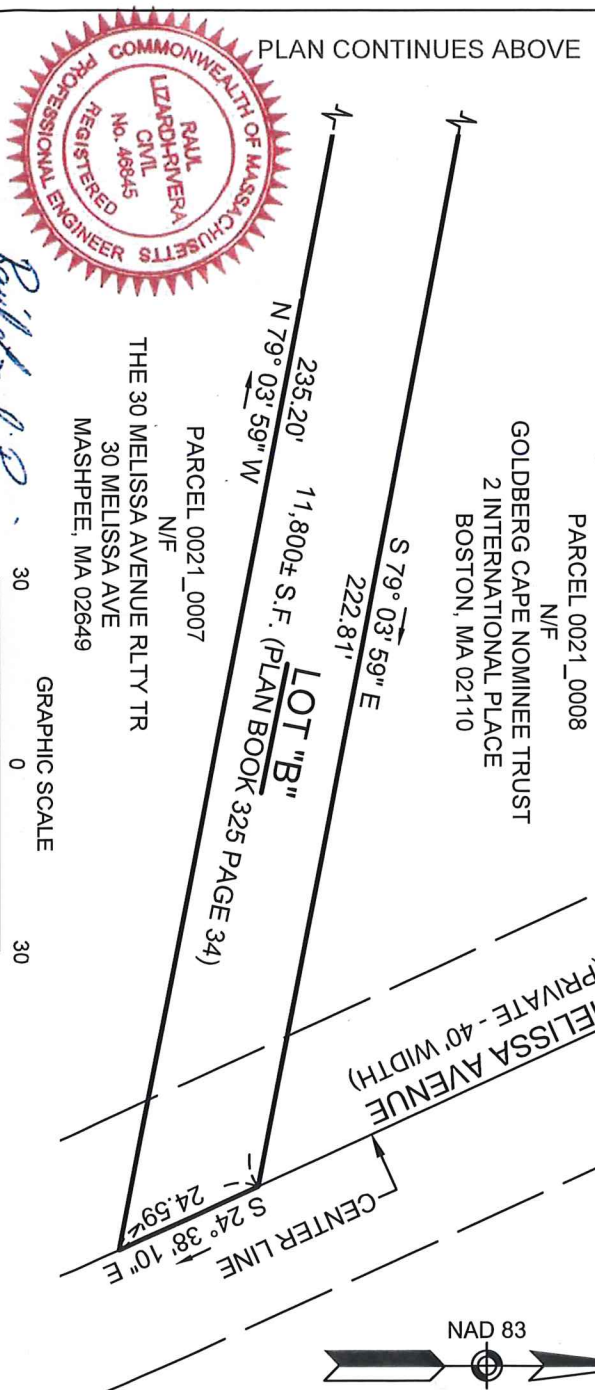 PLAN CONTINUES ABOVE
COMMONWEALTH OF MASSACHUSETTS
RAUL
LIZARDI-RIVERA
CIVIL
No. 46845
REGISTERED
PROFESSIONAL ENGINEER
PARCEL 0021_0008
N/F
GOLDBERG CAPE NOMINEE TRUST
2 INTERNATIONAL PLACE
BOSTON, MA 02110
S 79° 03' 59" E
222.81'
LOT "B"
11,800± S.F. (PLAN BOOK 325 PAGE 34)
235.20'
N 79° 03' 59" W
PARCEL 0021_0007
N/F
THE 30 MELISSA AVENUE RLTY TR
30 MELISSA AVE
MASHPEE, MA 02649
MELISSA AVENUE
(PRIVATE - 40' WIDTH)
CENTER LINE
S 24° 38' 10" E
24.59'
NAD 83
GRAPHIC SCALE
30 0 30